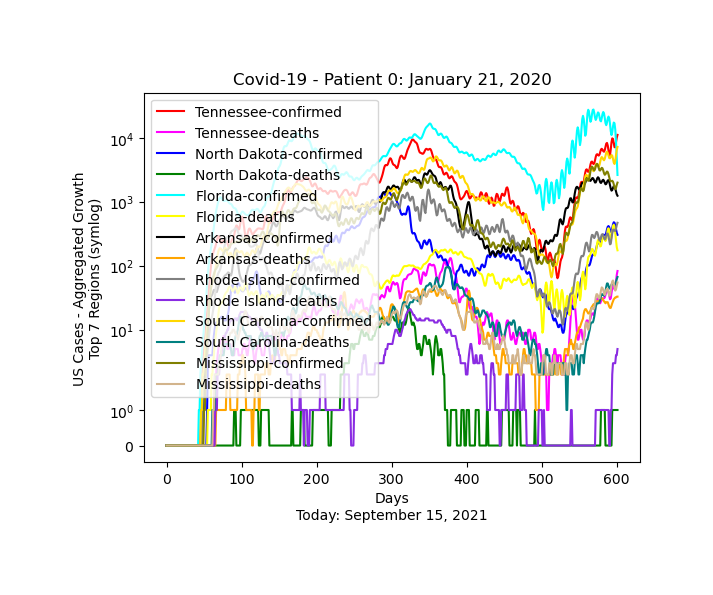 Covid-19 - Patient 0: January 21, 2020
US Cases - Aggregated Growth
Top 7 Regions (symlog)
10⁴
10³
10²
10¹
10⁰
0
Tennessee-confirmed
Tennessee-deaths
North Dakota-confirmed
North Dakota-deaths
Florida-confirmed
Florida-deaths
Arkansas-confirmed
Arkansas-deaths
Rhode Island-confirmed
Rhode Island-deaths
South Carolina-confirmed
South Carolina-deaths
Mississippi-confirmed
Mississippi-deaths
0 100 200 300 400 500 600
Days
Today: September 15, 2021